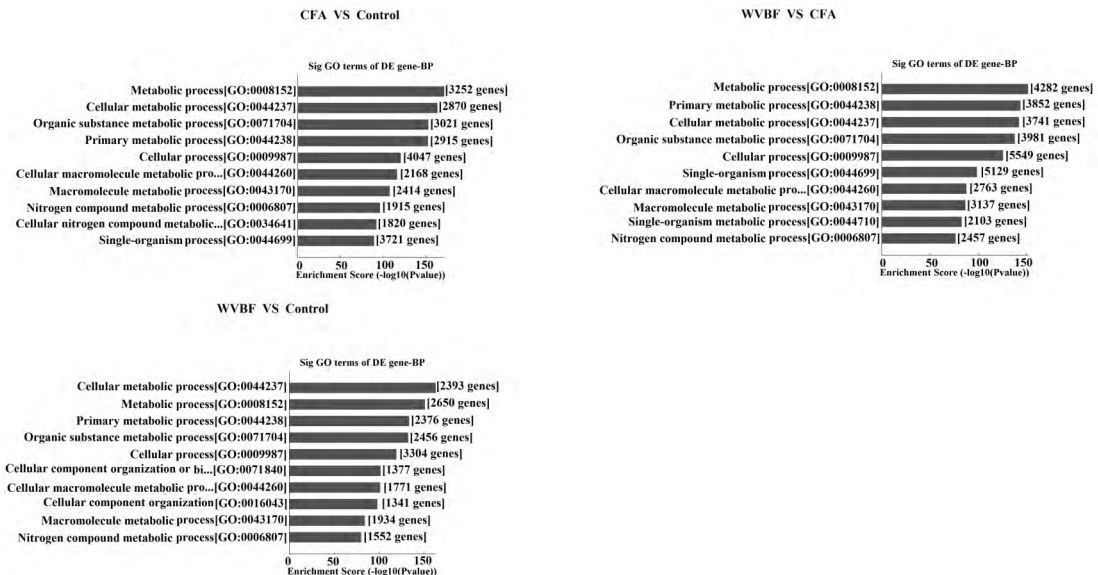 CFA VS Control
Sig GO terms of DE gene-BP
Metabolic process[GO:0008152] [3252 genes]
Cellular metabolic process[GO:0044237] [2870 genes]
Organic substance metabolic process[GO:0071704] [3021 genes]
Primary metabolic process[GO:0044238] [2915 genes]
Cellular process[GO:0009987] [4047 genes]
Cellular macromolecule metabolic pro...[GO:0044260] [2168 genes]
Macromolecule metabolic process[GO:0043170] [2414 genes]
Nitrogen compound metabolic process[GO:0006807] [1915 genes]
Cellular nitrogen compound metabolic...[GO:0034641] [1820 genes]
Single-organism process[GO:0044699] [3721 genes]
0 50 100 150
Enrichment Score (-log10(Pvalue))
WVBF VS CFA
Sig GO terms of DE gene-BP
Metabolic process[GO:0008152] [4282 genes]
Primary metabolic process[GO:0044238] [3852 genes]
Cellular metabolic process[GO:0044237] [3741 genes]
Organic substance metabolic process[GO:0071704] [3981 genes]
Cellular process[GO:0009987] [5549 genes]
Single-organism process[GO:0044699] [5129 genes]
Cellular macromolecule metabolic pro...[GO:0044260] [2763 genes]
Macromolecule metabolic process[GO:0043170] [3137 genes]
Single-organism metabolic process[GO:0044710] [2103 genes]
Nitrogen compound metabolic process[GO:0006807] [2457 genes]
0 50 100 150
Enrichment Score (-log10(Pvalue))
WVBF VS Control
Sig GO terms of DE gene-BP
Cellular metabolic process[GO:0044237] [2393 genes]
Metabolic process[GO:0008152] [2650 genes]
Primary metabolic process[GO:0044238] [2376 genes]
Organic substance metabolic process[GO:0071704] [2456 genes]
Cellular process[GO:0009987] [3304 genes]
Cellular component organization or bi...[GO:0071840] [1377 genes]
Cellular macromolecule metabolic pro...[GO:0044260] [1771 genes]
Cellular component organization[GO:0016043] [1341 genes]
Macromolecule metabolic process[GO:0043170] [1934 genes]
Nitrogen compound metabolic process[GO:0006807] [1552 genes]
0 50 100 150
Enrichment Score (-log10(Pvalue))